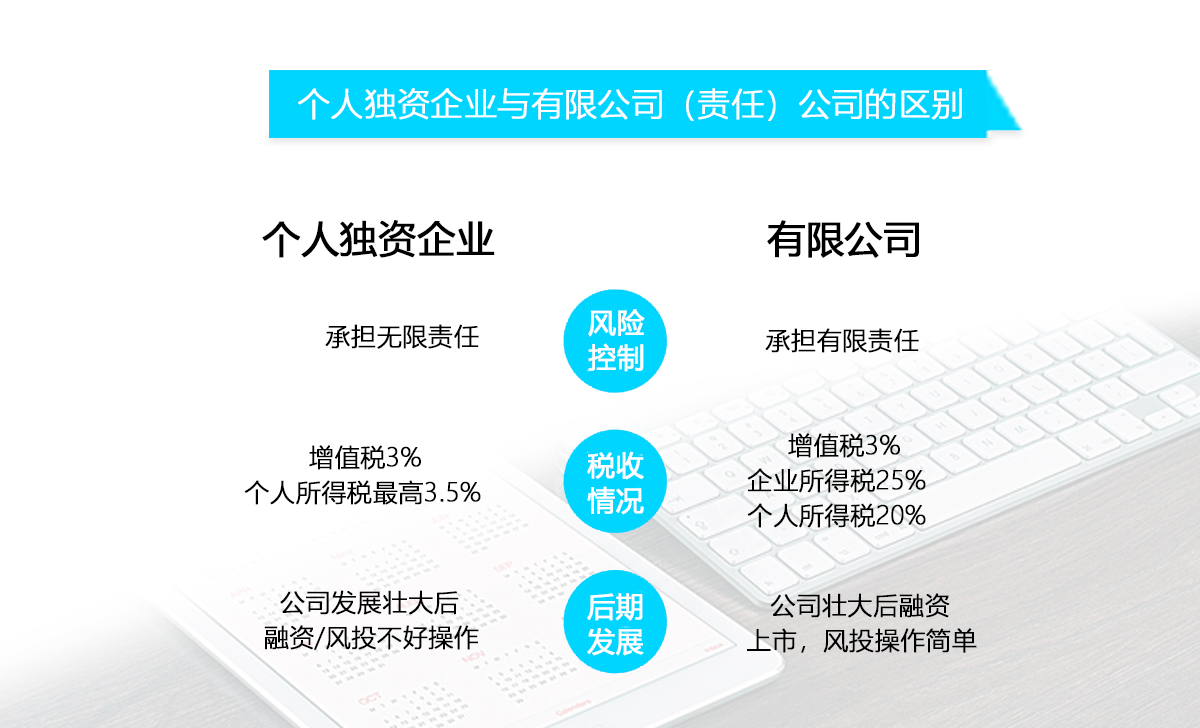 个人独资企业与有限公司（责任）公司的区别
个人独资企业
有限公司
承担无限责任
风险
控制
承担有限责任
增值税3%
个人所得税最高3.5%
税收
情况
增值税3%
企业所得税25%
个人所得税20%
公司发展壮大后
融资/风投不好操作
后期
发展
公司壮大后融资
上市，风投操作简单
SEP
NOV
OCT